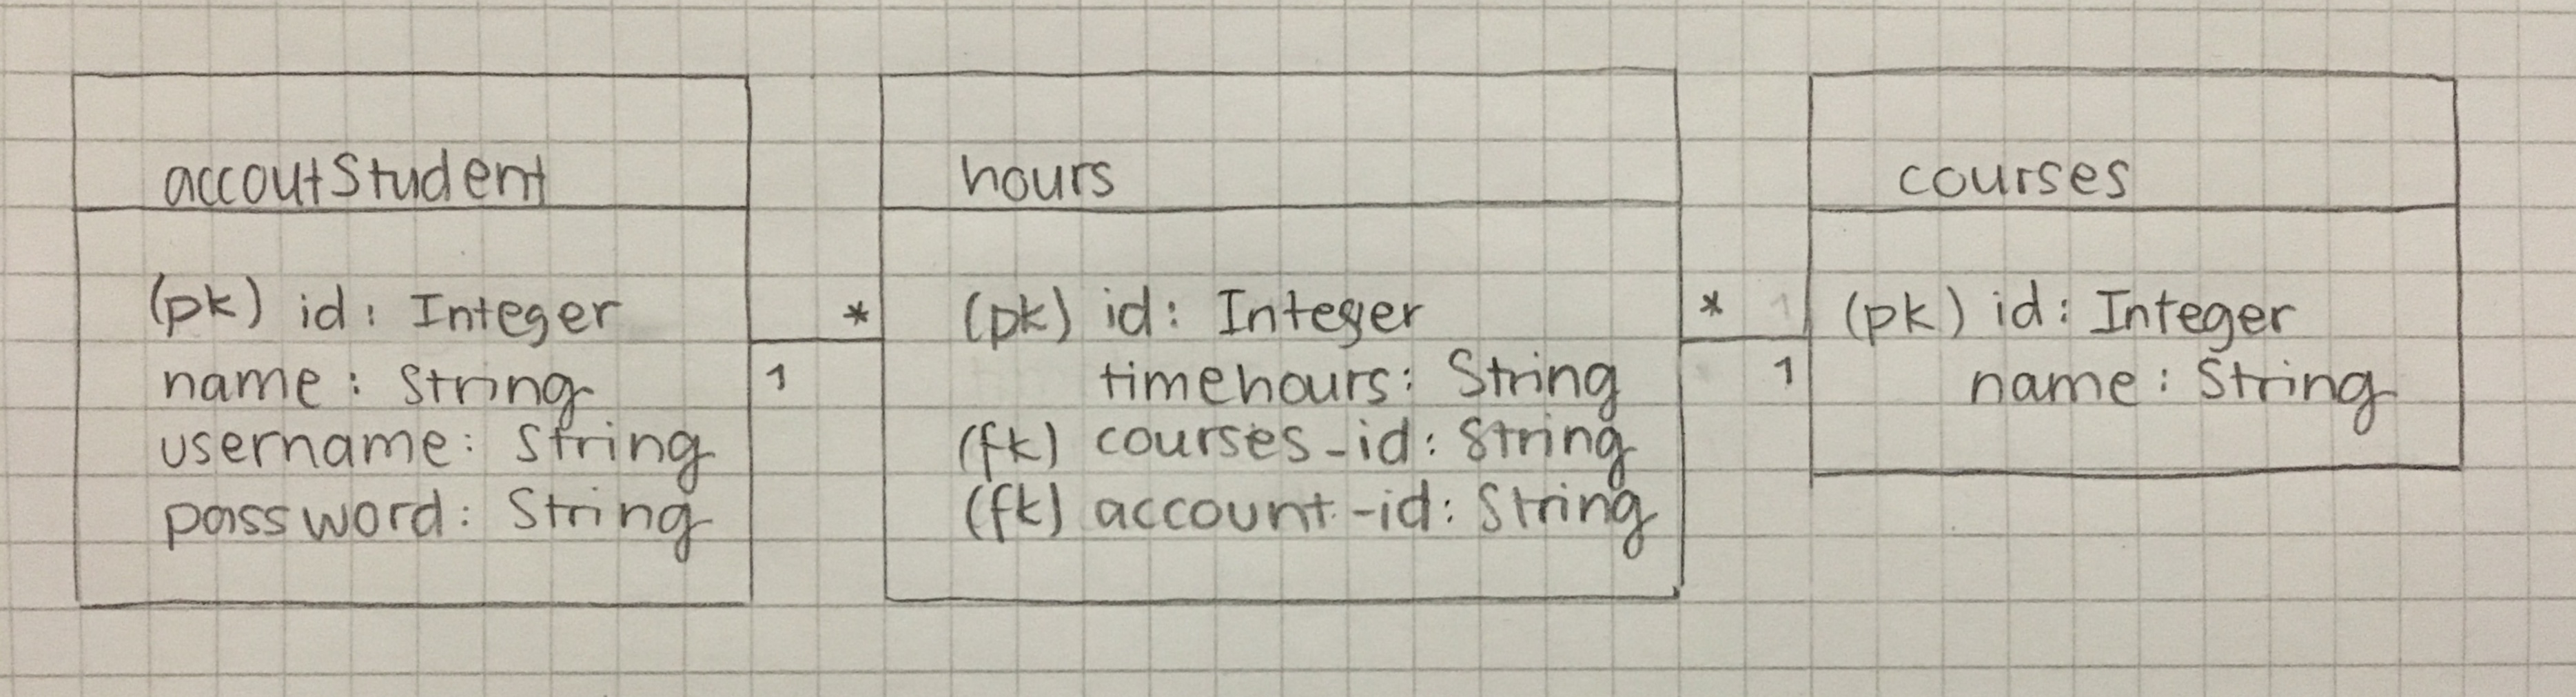 accoutStudent
(pk) id: Integer
name: String
username: String
password: String
1
*
hours
(pk) id: Integer
timehours: String
(fk) courses-id: String
(fk) account-id: String
*
1
1
courses
(pk) id: Integer
name: String